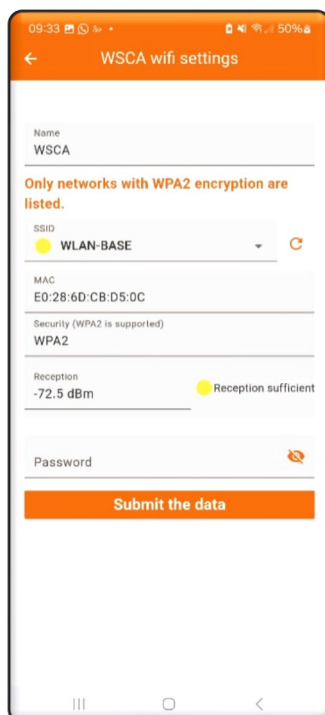 09:33
50%
WSCA wifi settings
Name
WSCA
Only networks with WPA2 encryption are
listed.
SSID
WLAN-BASE
MAC
E0:28:6D:CB:D5:0C
Security (WPA2 is supported)
WPA2
Reception
-72.5 dBm
Reception sufficient
Password
Submit the data